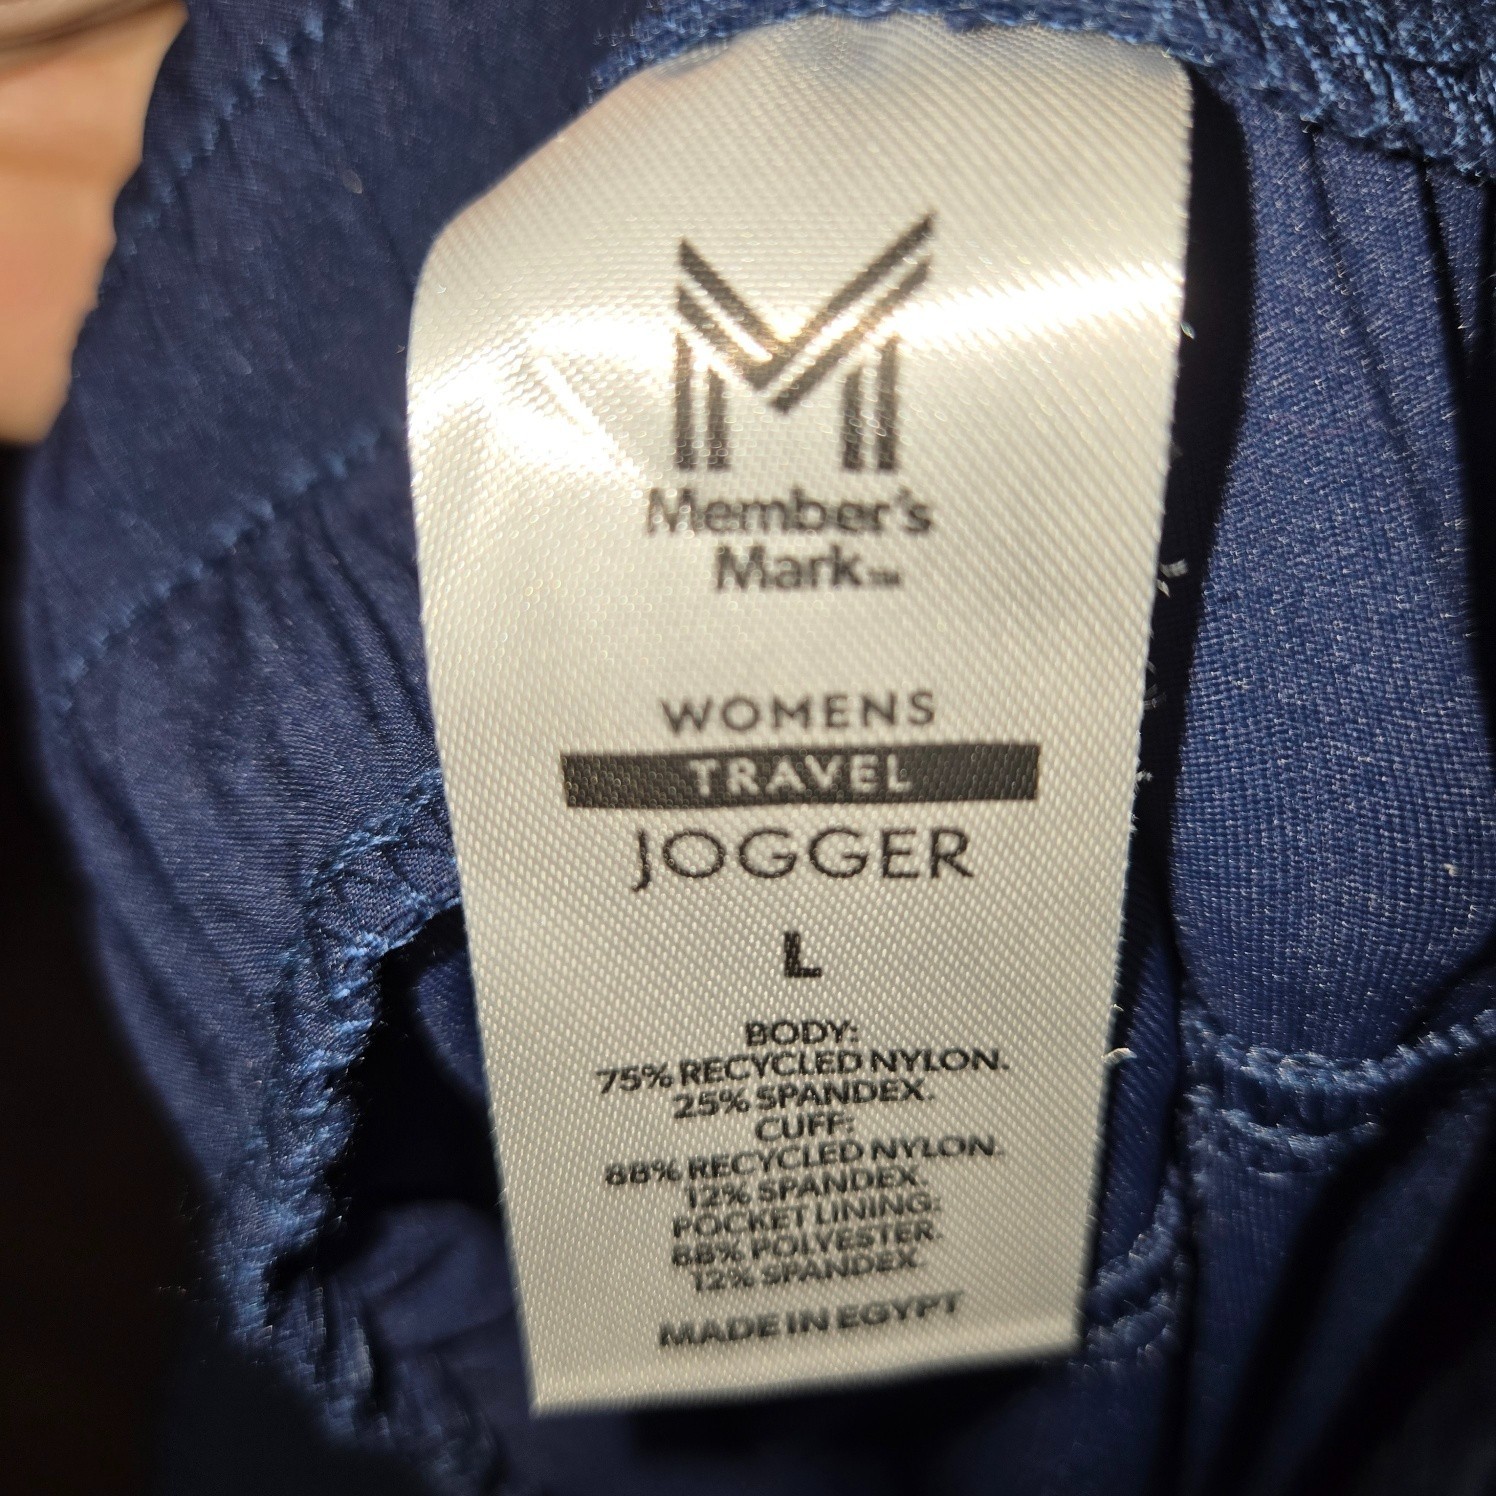 Member's
Mark™
WOMENS
TRAVEL
JOGGER
L
BODY:
75% RECYCLED NYLON.
25% SPANDEX.
CUFF:
88% RECYCLED NYLON.
12% SPANDEX.
POCKET LINING:
88% POLYESTER.
12% SPANDEX.
MADE IN EGYPT